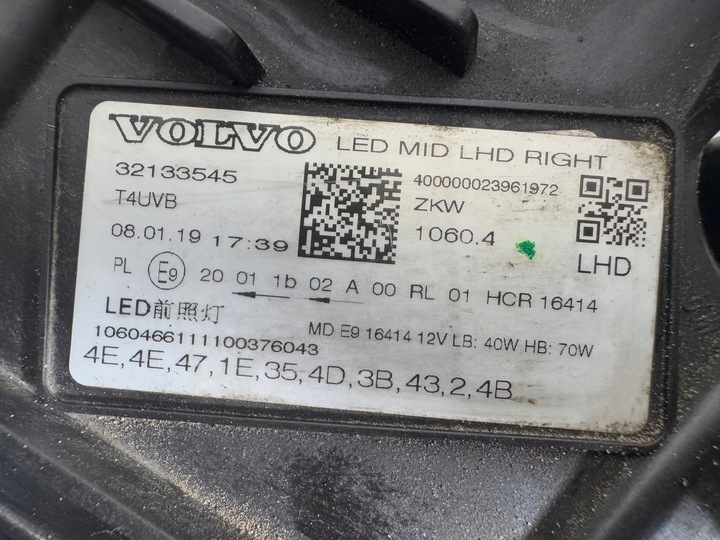 VOLVO LED MID LHD RIGHT
32133545 400000023961972
T4UVB ZKW
08.01.19 17:39 1060.4 LHD
PL E9 20 01 1b 02 A 00 RL 01 HCR 16414
LED前照灯 MD E9 16414 12V LB: 40W HB: 70W
1060466111100376043
4E,4E,47,1E,35,4D,3B,43,2,4B